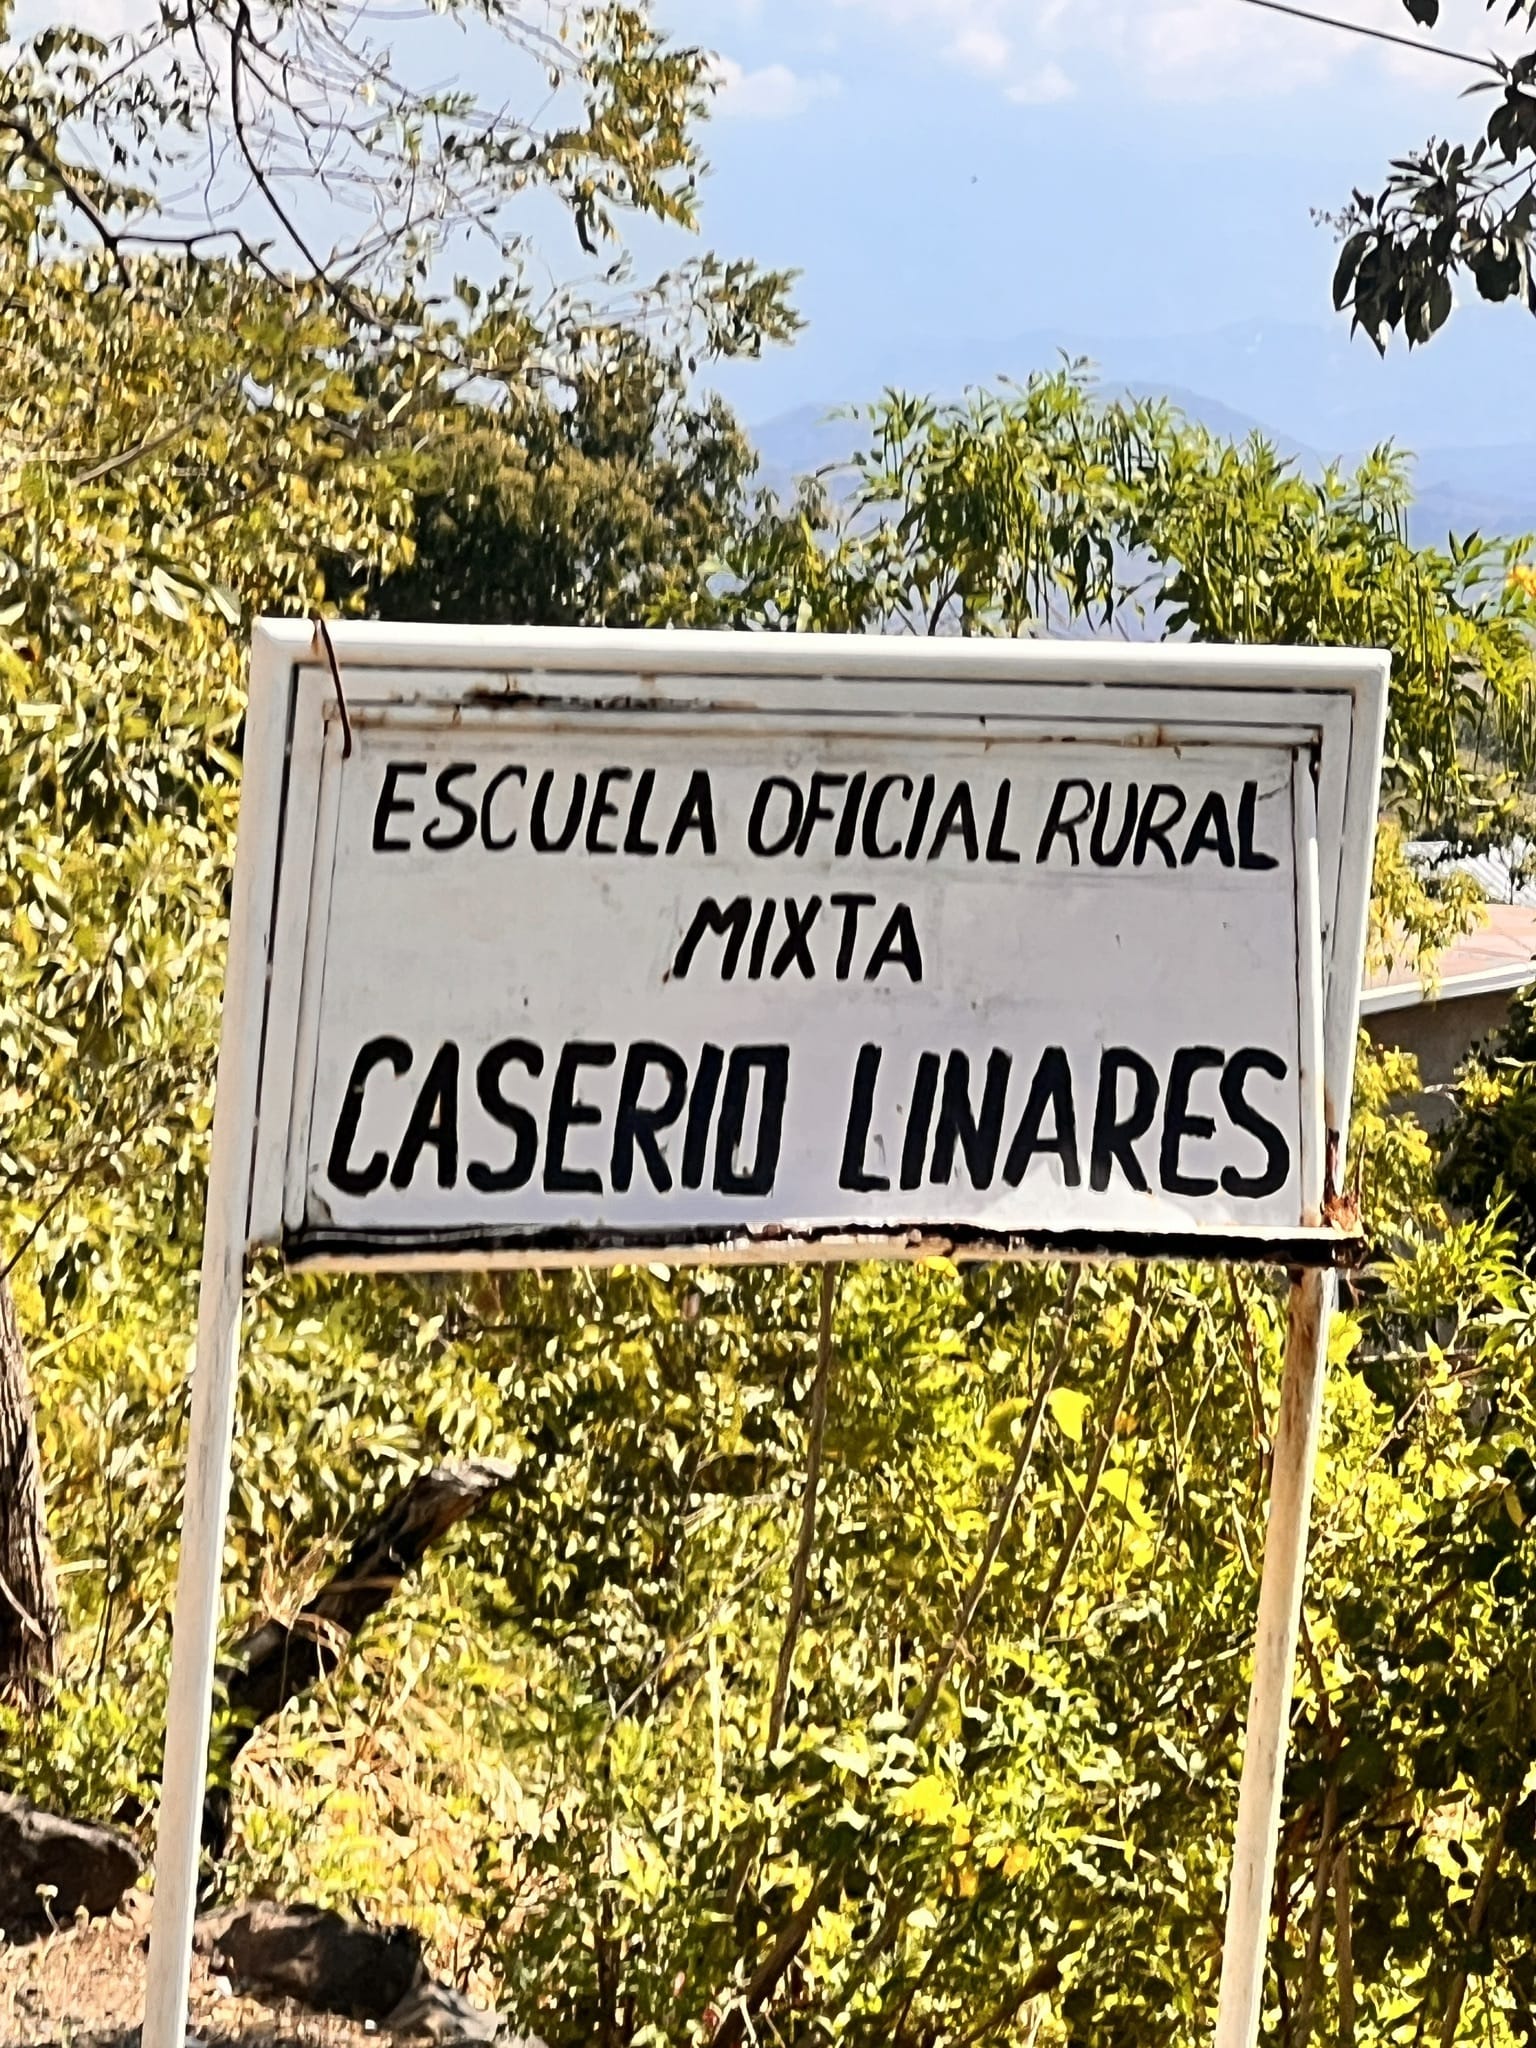 ESCUELA OFICIAL RURAL
MIXTA
CASERIO LINARES